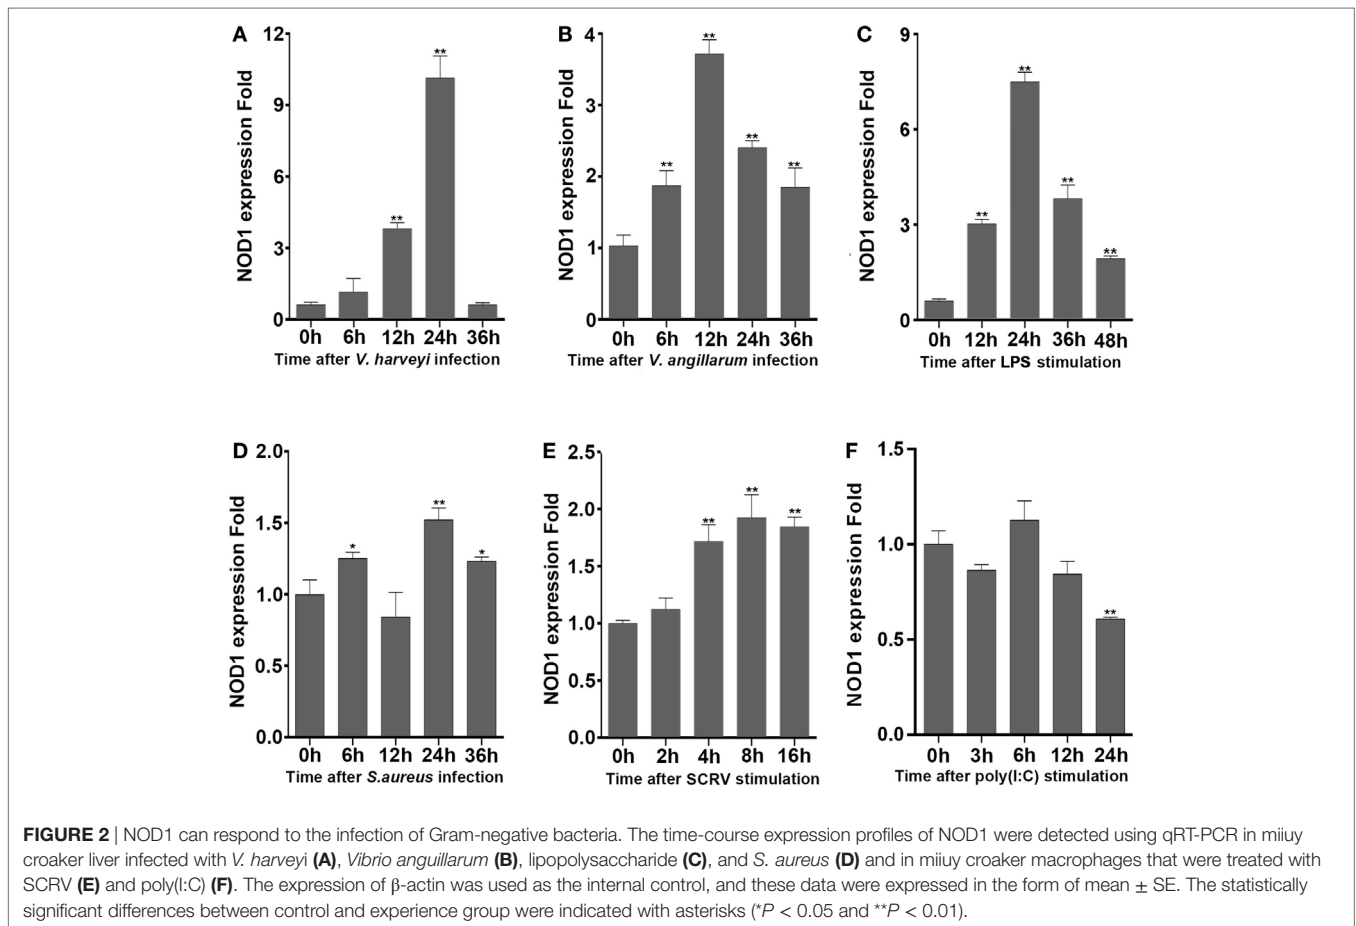 A
NOD1 expression Fold
12
9
6
3
0
**
**
0h 6h 12h 24h 36h
Time after V. harveyi infection
B
NOD1 expression Fold
4
3
2
1
0
**
**
**
**
0h 6h 12h 24h 36h
Time after V. angillarum infection
C
NOD1 expression Fold
9
6
3
0
**
**
**
**
0h 12h 24h 36h 48h
Time after LPS stimulation
D
NOD1 expression Fold
2.0
1.5
1.0
0.5
0.0
*
**
*
0h 6h 12h 24h 36h
Time after S.aureus infection
E
NOD1 expression Fold
2.5
2.0
1.5
1.0
0.5
0.0
**
**
**
0h 2h 4h 8h 16h
Time after SCRV stimulation
F
NOD1 expression Fold
1.5
1.0
0.5
0.0
**
0h 3h 6h 12h 24h
Time after poly(I:C) stimulation
FIGURE 2 | NOD1 can respond to the infection of Gram-negative bacteria. The time-course expression profiles of NOD1 were detected using qRT-PCR in miiuy
croaker liver infected with V. harveyi (A), Vibrio anguillarum (B), lipopolysaccharide (C), and S. aureus (D) and in miiuy croaker macrophages that were treated with
SCRV (E) and poly(I:C) (F). The expression of β-actin was used as the internal control, and these data were expressed in the form of mean ± SE. The statistically
significant differences between control and experience group were indicated with asterisks (*P < 0.05 and **P < 0.01).